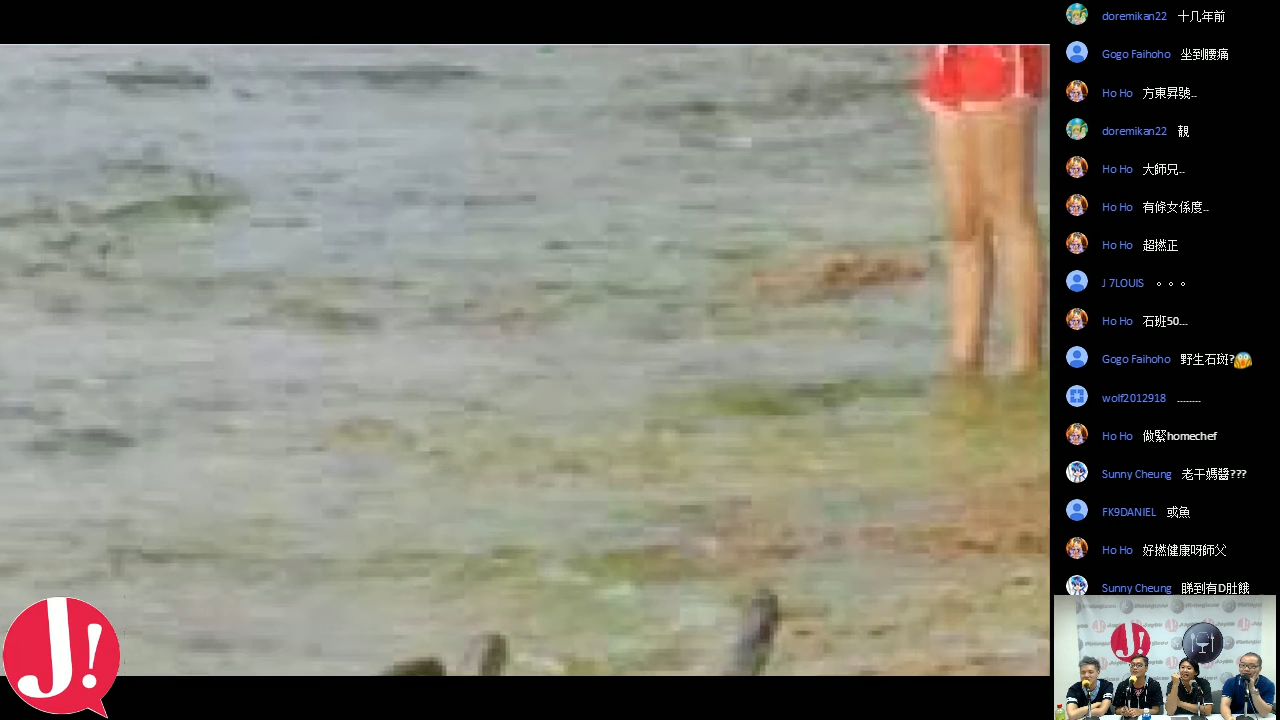 doremikan22 十几年前
Gogo Faihoho 坐到腰痛
Ho Ho 方東昇號..
doremikan22 靚
Ho Ho 大師兄..
Ho Ho 有條女係度..
Ho Ho 超撚正
J 7LOUIS 。。。
Ho Ho 石班50...
Gogo Faihoho 野生石斑?😱
wolf2012918 ........
Ho Ho 做緊homechef
Sunny Cheung 老干媽醬???
FK9DANIEL 或魚
Ho Ho 好撚健康呀師父
Sunny Cheung 睇到有D肚餓
J!
J!